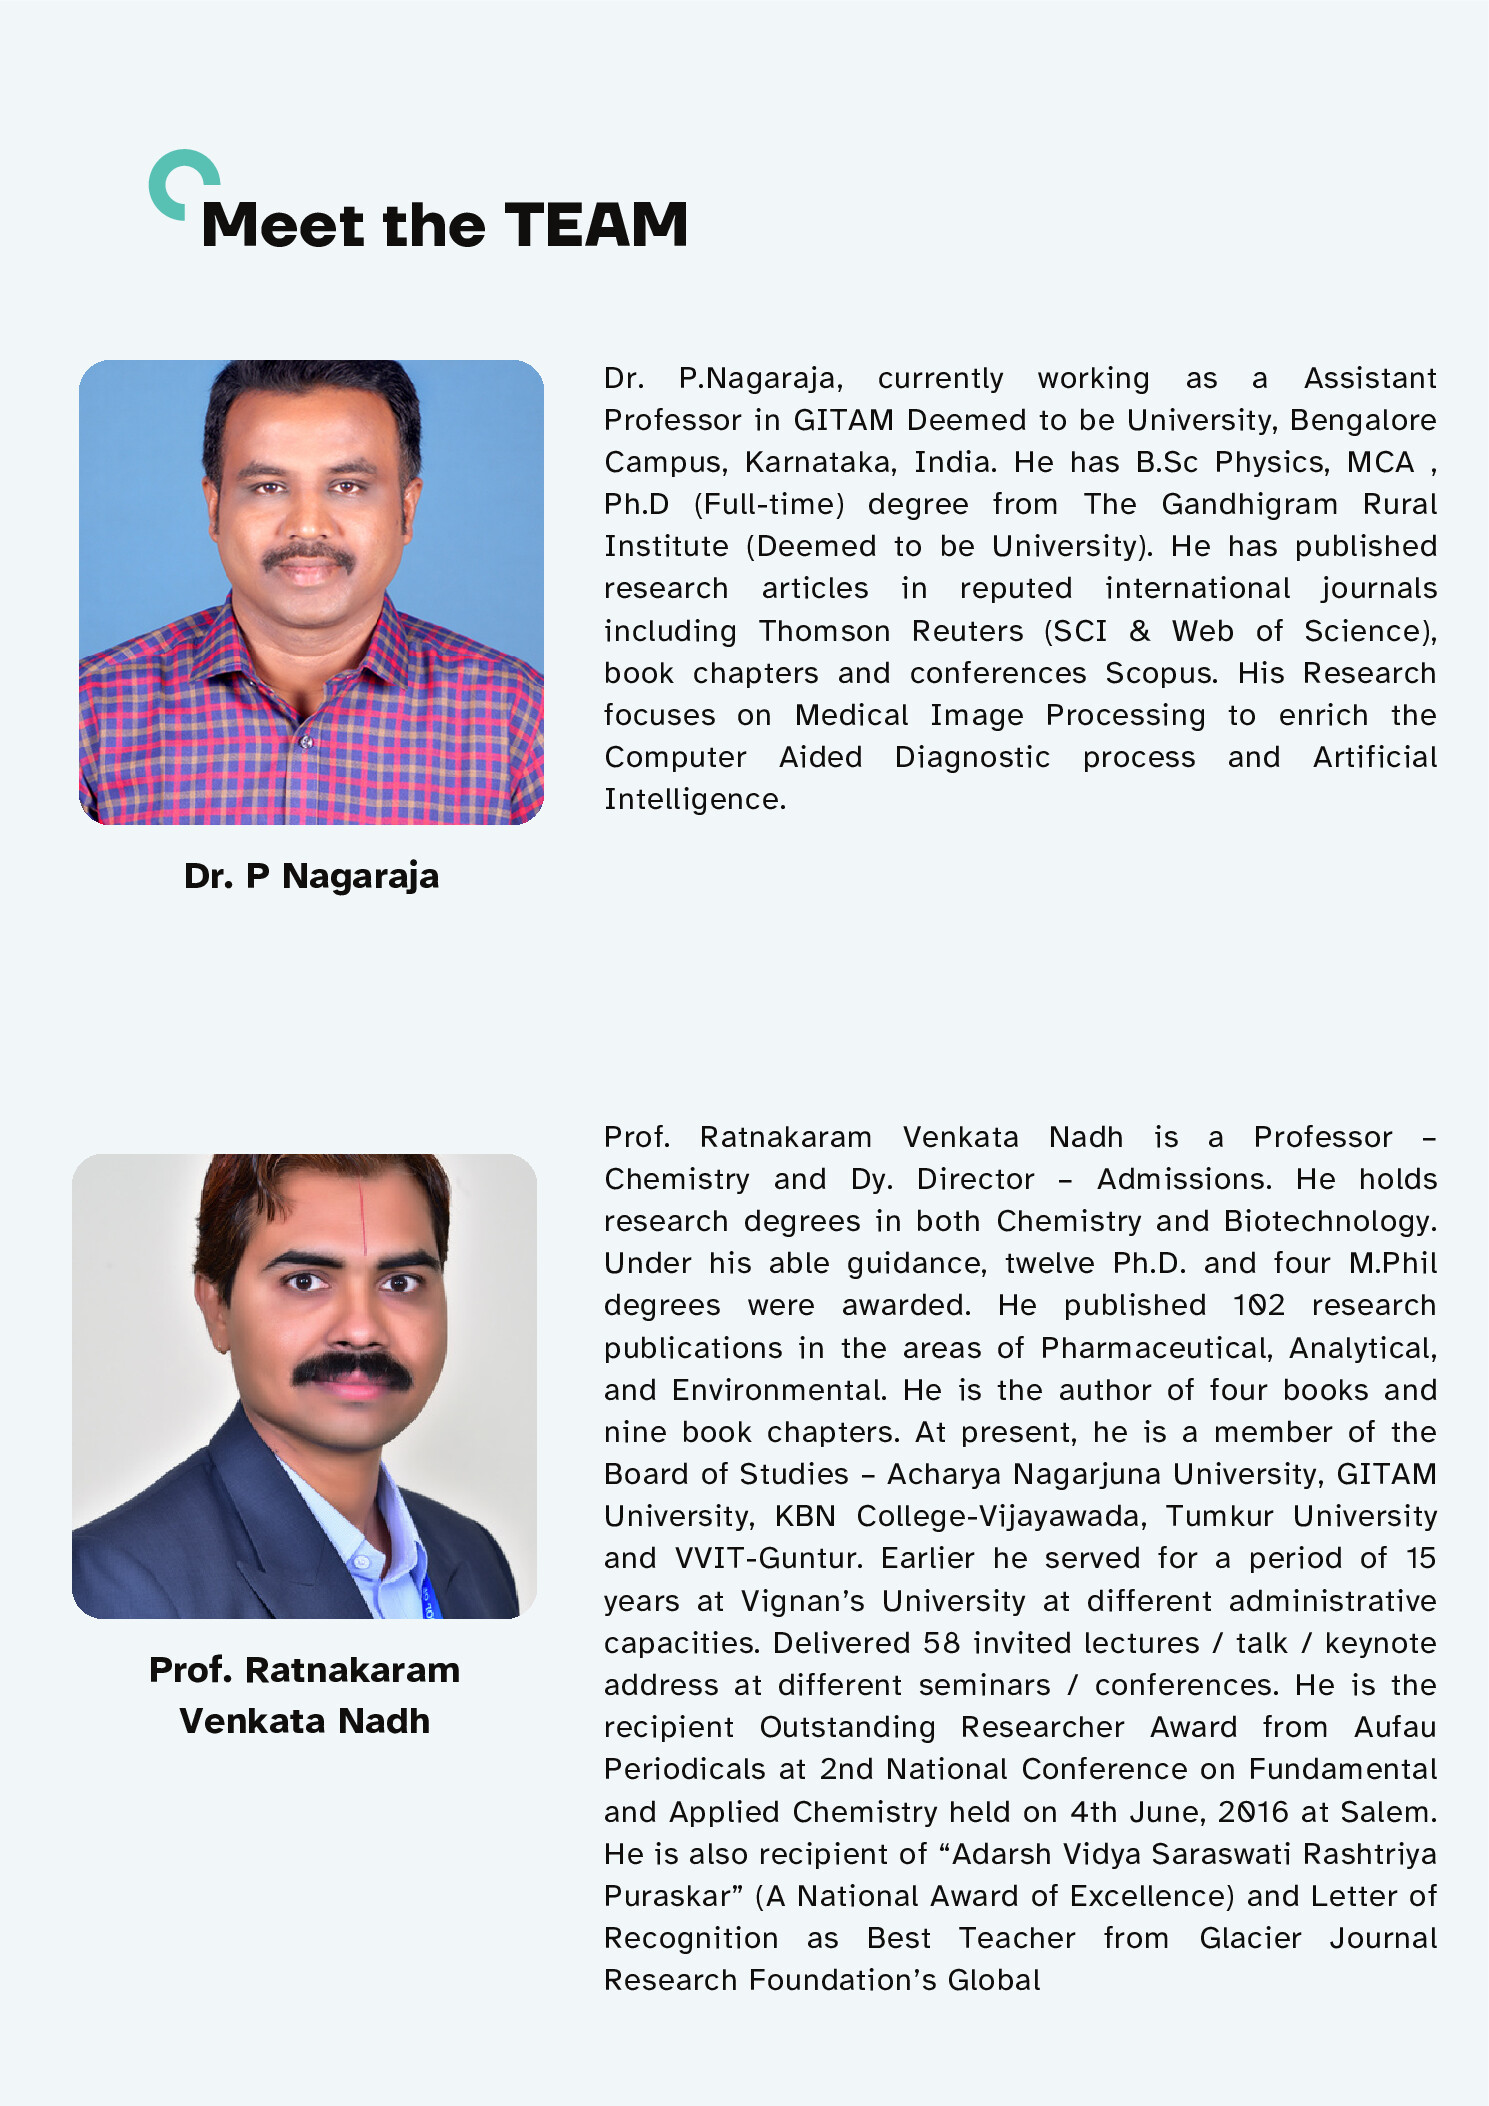 Meet the TEAM
Dr. P.Nagaraja, currently working as a Assistant
Professor in GITAM Deemed to be University, Bengalore
Campus, Karnataka, India. He has B.Sc Physics, MCA ,
Ph.D (Full-time) degree from The Gandhigram Rural
Institute (Deemed to be University). He has published
research articles in reputed international journals
including Thomson Reuters (SCI & Web of Science),
book chapters and conferences Scopus. His Research
focuses on Medical Image Processing to enrich the
Computer Aided Diagnostic process and Artificial
Intelligence.
Dr. P Nagaraja
Prof. Ratnakaram Venkata Nadh is a Professor –
Chemistry and Dy. Director – Admissions. He holds
research degrees in both Chemistry and Biotechnology.
Under his able guidance, twelve Ph.D. and four M.Phil
degrees were awarded. He published 102 research
publications in the areas of Pharmaceutical, Analytical,
and Environmental. He is the author of four books and
nine book chapters. At present, he is a member of the
Board of Studies – Acharya Nagarjuna University, GITAM
University, KBN College-Vijayawada, Tumkur University
and VVIT-Guntur. Earlier he served for a period of 15
years at Vignan’s University at different administrative
capacities. Delivered 58 invited lectures / talk / keynote
address at different seminars / conferences. He is the
recipient Outstanding Researcher Award from Aufau
Periodicals at 2nd National Conference on Fundamental
and Applied Chemistry held on 4th June, 2016 at Salem.
He is also recipient of “Adarsh Vidya Saraswati Rashtriya
Puraskar” (A National Award of Excellence) and Letter of
Recognition as Best Teacher from Glacier Journal
Research Foundation’s Global
Prof. Ratnakaram
Venkata Nadh